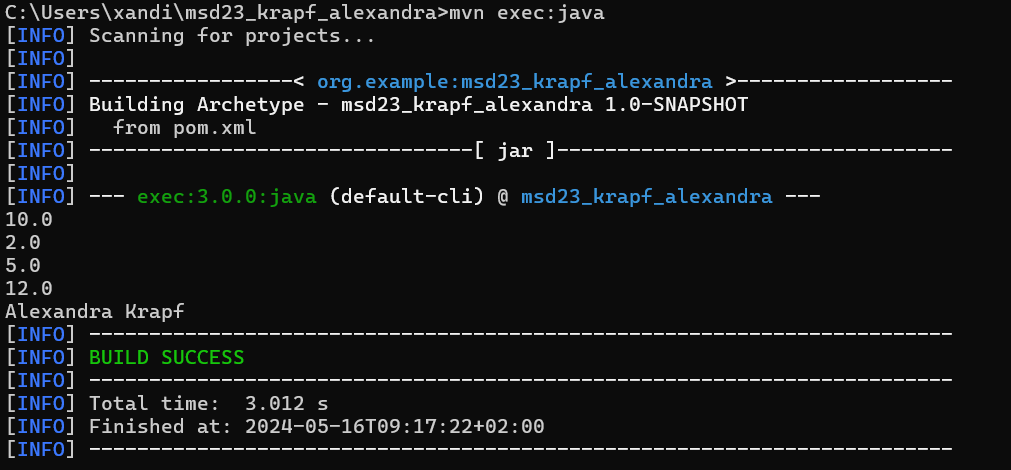 C:\Users\xandi\msd23_krapf_alexandra>mvn exec:java
[INFO] Scanning for projects...
[INFO]
[INFO] -----------------< org.example:msd23_krapf_alexandra >------------------
[INFO] Building Archetype - msd23_krapf_alexandra 1.0-SNAPSHOT
[INFO]   from pom.xml
[INFO] --------------------------------[ jar ]---------------------------------
[INFO]
[INFO] --- exec:3.0.0:java (default-cli) @ msd23_krapf_alexandra ---
10.0
2.0
5.0
12.0
Alexandra Krapf
[INFO] ------------------------------------------------------------------------
[INFO] BUILD SUCCESS
[INFO] ------------------------------------------------------------------------
[INFO] Total time:  3.012 s
[INFO] Finished at: 2024-05-16T09:17:22+02:00
[INFO] ------------------------------------------------------------------------